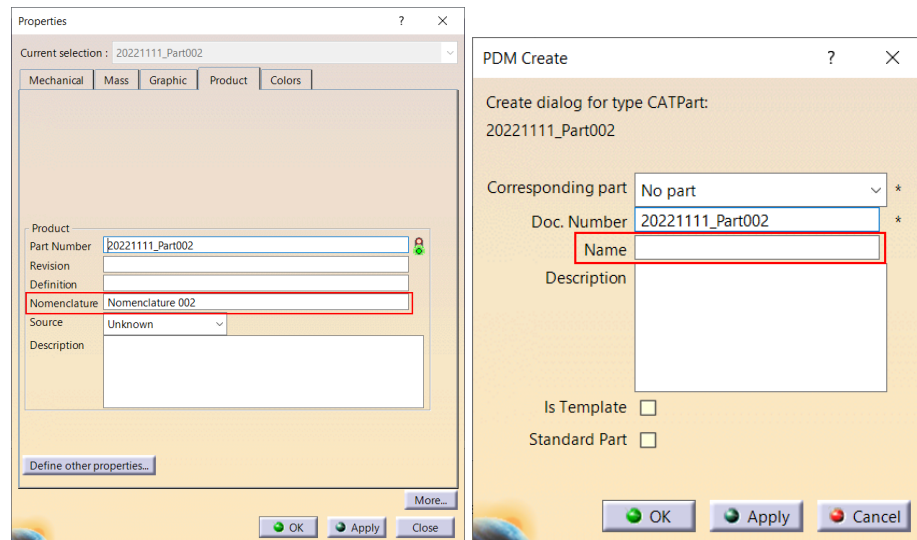 Properties
?
Current selection : 20221111_Part002
Mechanical Mass Graphic Product Colors
Product
Part Number 20221111_Part002
Revision
Definition
Nomenclature Nomenclature 002
Source Unknown
Description
Define other properties...
More...
OK Apply Close
PDM Create
?
Create dialog for type CATPart:
20221111_Part002
Corresponding part No part *
Doc. Number 20221111_Part002 *
Name
Description
Is Template
Standard Part
OK Apply Cancel